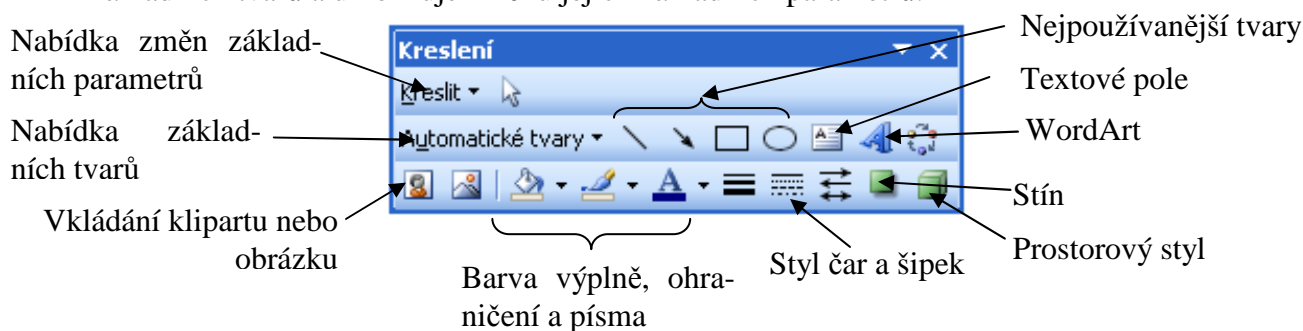 Nejpoužívanější tvary
Nabídka změn základ-
ních parametrů
Kreslení
Kreslit
Textové pole
Nabídka základ-
ních tvarů
Automatické tvary
WordArt
Stín
Vkládání klipartu nebo
obrázku
Prostorový styl
Styl čar a šipek
Barva výplně, ohra-
ničení a písma